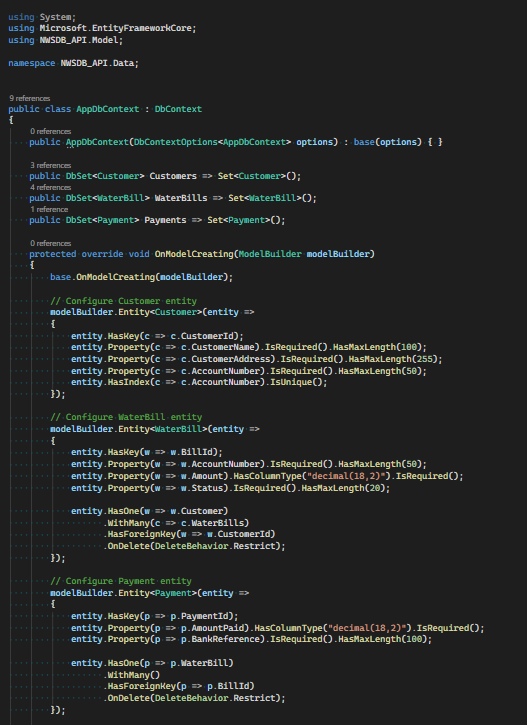 using System;
using Microsoft.EntityFrameworkCore;
using NWSDB_API.Model;
namespace NWSDB_API.Data;
9 references
public class AppDbContext : DbContext
{
0 references
public AppDbContext(DbContextOptions<AppDbContext> options) : base(options) { }
3 references
public DbSet<Customer> Customers => Set<Customer>();
4 references
public DbSet<WaterBill> WaterBills => Set<WaterBill>();
1 reference
public DbSet<Payment> Payments => Set<Payment>();
0 references
protected override void OnModelCreating(ModelBuilder modelBuilder)
{
base.OnModelCreating(modelBuilder);
// Configure Customer entity
modelBuilder.Entity<Customer>(entity =>
{
entity.HasKey(c => c.CustomerId);
entity.Property(c => c.CustomerName).IsRequired().HasMaxLength(100);
entity.Property(c => c.CustomerAddress).IsRequired().HasMaxLength(255);
entity.Property(c => c.AccountNumber).IsRequired().HasMaxLength(50);
entity.HasIndex(c => c.AccountNumber).IsUnique();
});
// Configure WaterBill entity
modelBuilder.Entity<WaterBill>(entity =>
{
entity.HasKey(w => w.BillId);
entity.Property(w => w.AccountNumber).IsRequired().HasMaxLength(50);
entity.Property(w => w.Amount).HasColumnType("decimal(18,2)").IsRequired();
entity.Property(w => w.Status).IsRequired().HasMaxLength(20);
entity.HasOne(w => w.Customer)
.WithMany(c => c.WaterBills)
.HasForeignKey(w => w.CustomerId)
.OnDelete(DeleteBehavior.Restrict);
});
// Configure Payment entity
modelBuilder.Entity<Payment>(entity =>
{
entity.HasKey(p => p.PaymentId);
entity.Property(p => p.AmountPaid).HasColumnType("decimal(18,2)").IsRequired();
entity.Property(p => p.BankReference).IsRequired().HasMaxLength(100);
entity.HasOne(p => p.WaterBill)
.WithMany()
.HasForeignKey(p => p.BillId)
.OnDelete(DeleteBehavior.Restrict);
});